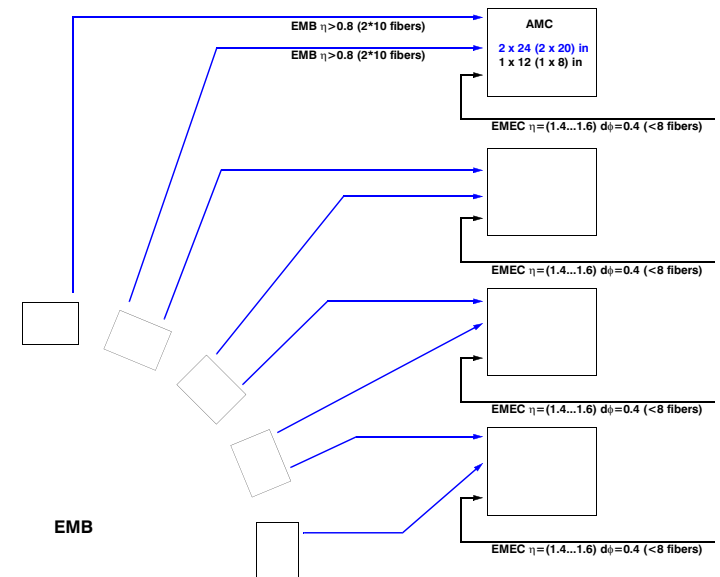 EMB η>0.8 (2*10 fibers)
EMB η>0.8 (2*10 fibers)
AMC
2 x 24 (2 x 20) in
1 x 12 (1 x 8) in
EMEC η=(1.4...1.6) dϕ=0.4 (<8 fibers)
EMEC η=(1.4...1.6) dϕ=0.4 (<8 fibers)
EMEC η=(1.4...1.6) dϕ=0.4 (<8 fibers)
EMB
EMEC η=(1.4...1.6) dϕ=0.4 (<8 fibers)